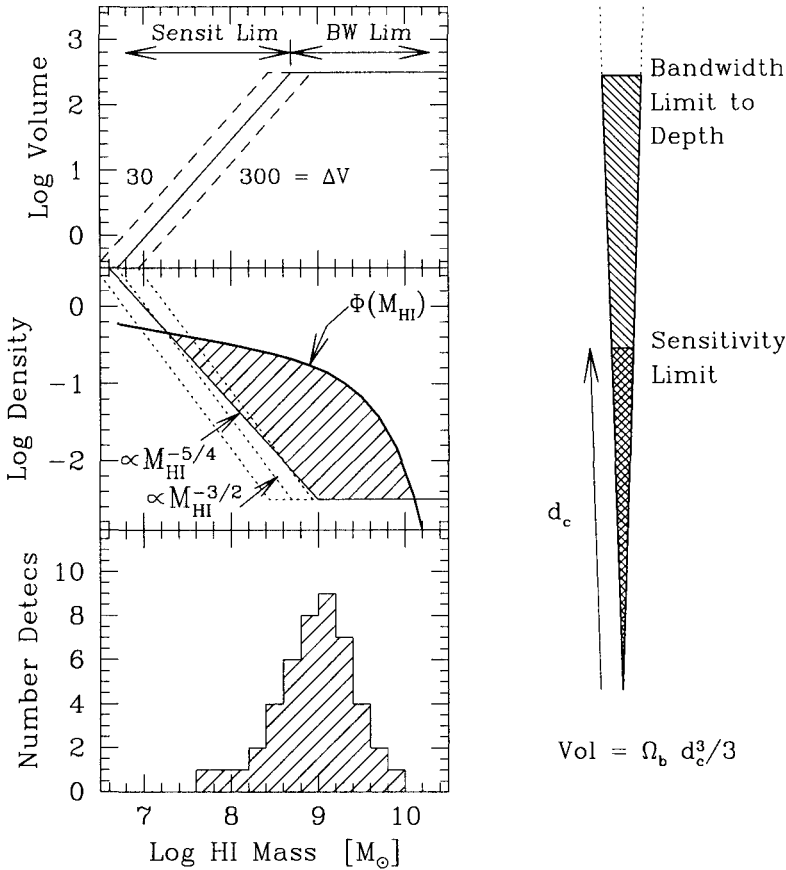 Sensit Lim
BW Lim
3
2
1
0
Log Volume
30
300 = ΔV
0
−1
−2
Log Density
Φ(M_HI)
∝M_HI^−5/4
∝M_HI^−3/2
10
8
6
4
2
0
Number Detecs
7
8
9
10
Log HI Mass [M_⊙]
Bandwidth
Limit to
Depth
Sensitivity
Limit
d_c
Vol = Ω_b d_c^3/3